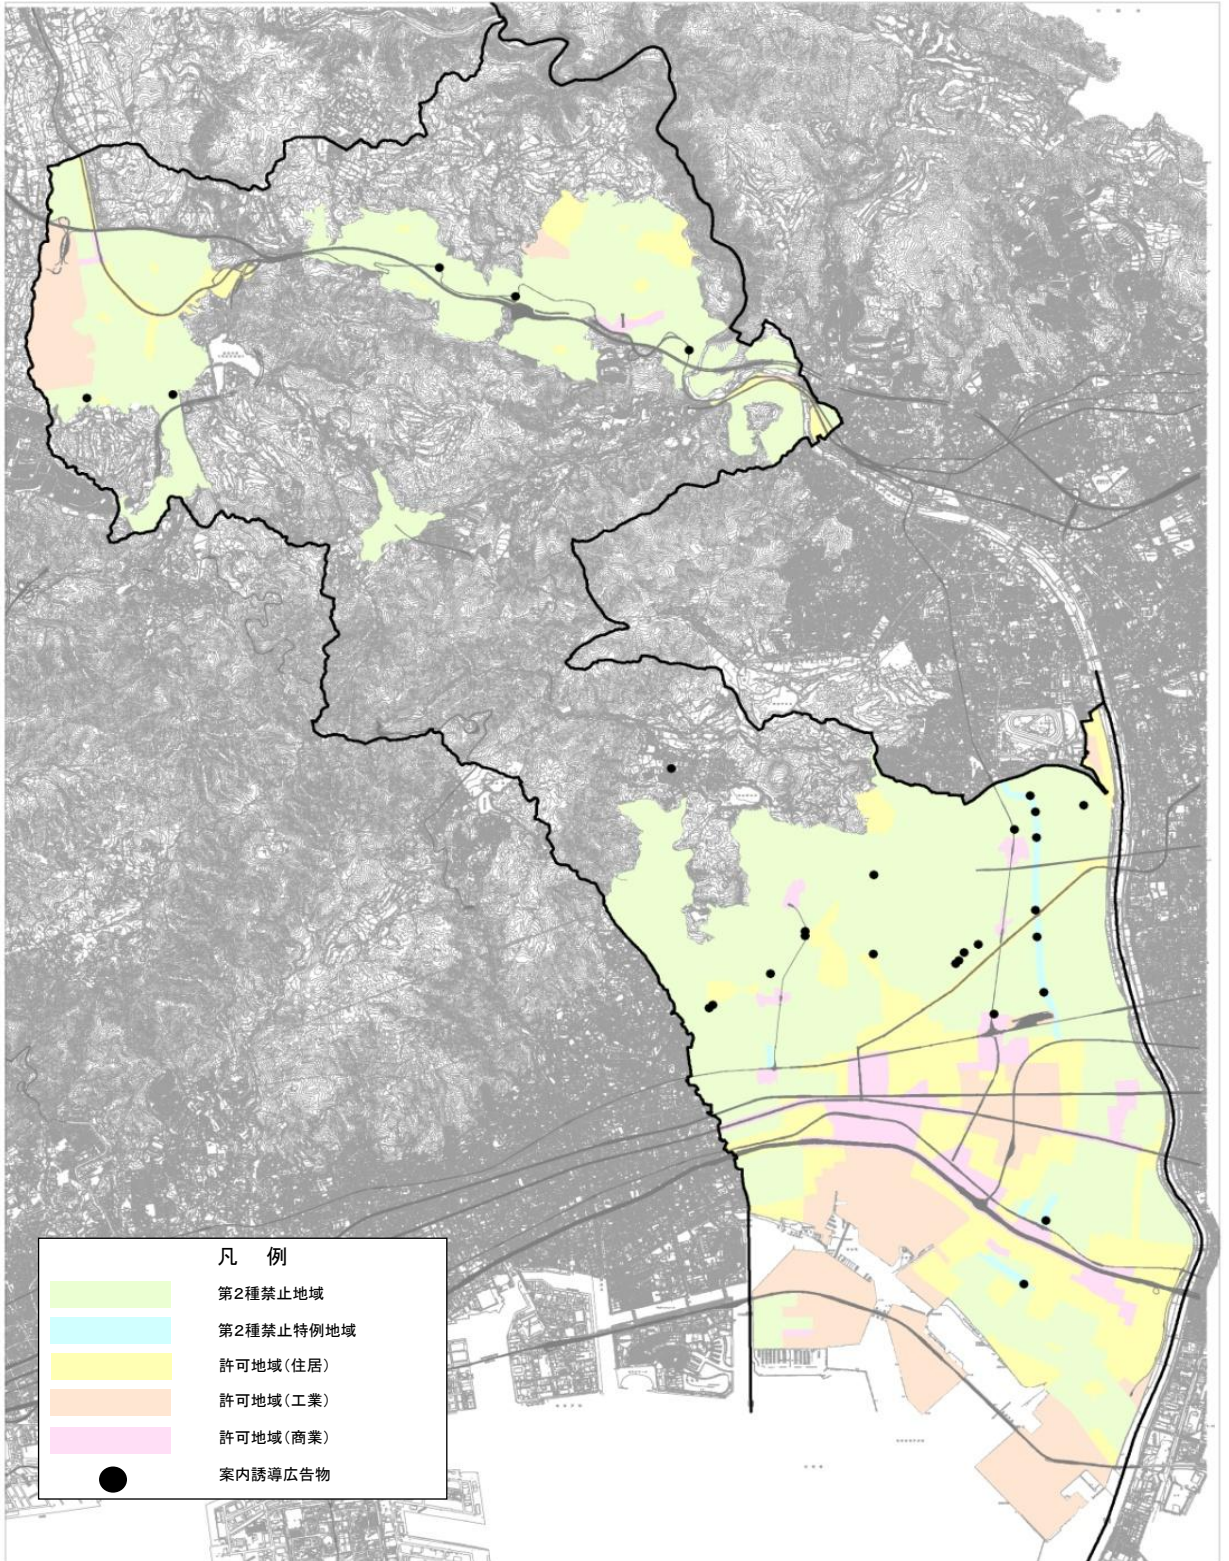 凡 例
第2種禁止地域
第2種禁止特例地域
許可地域(住居)
許可地域(工業)
許可地域(商業)
案内誘導広告物